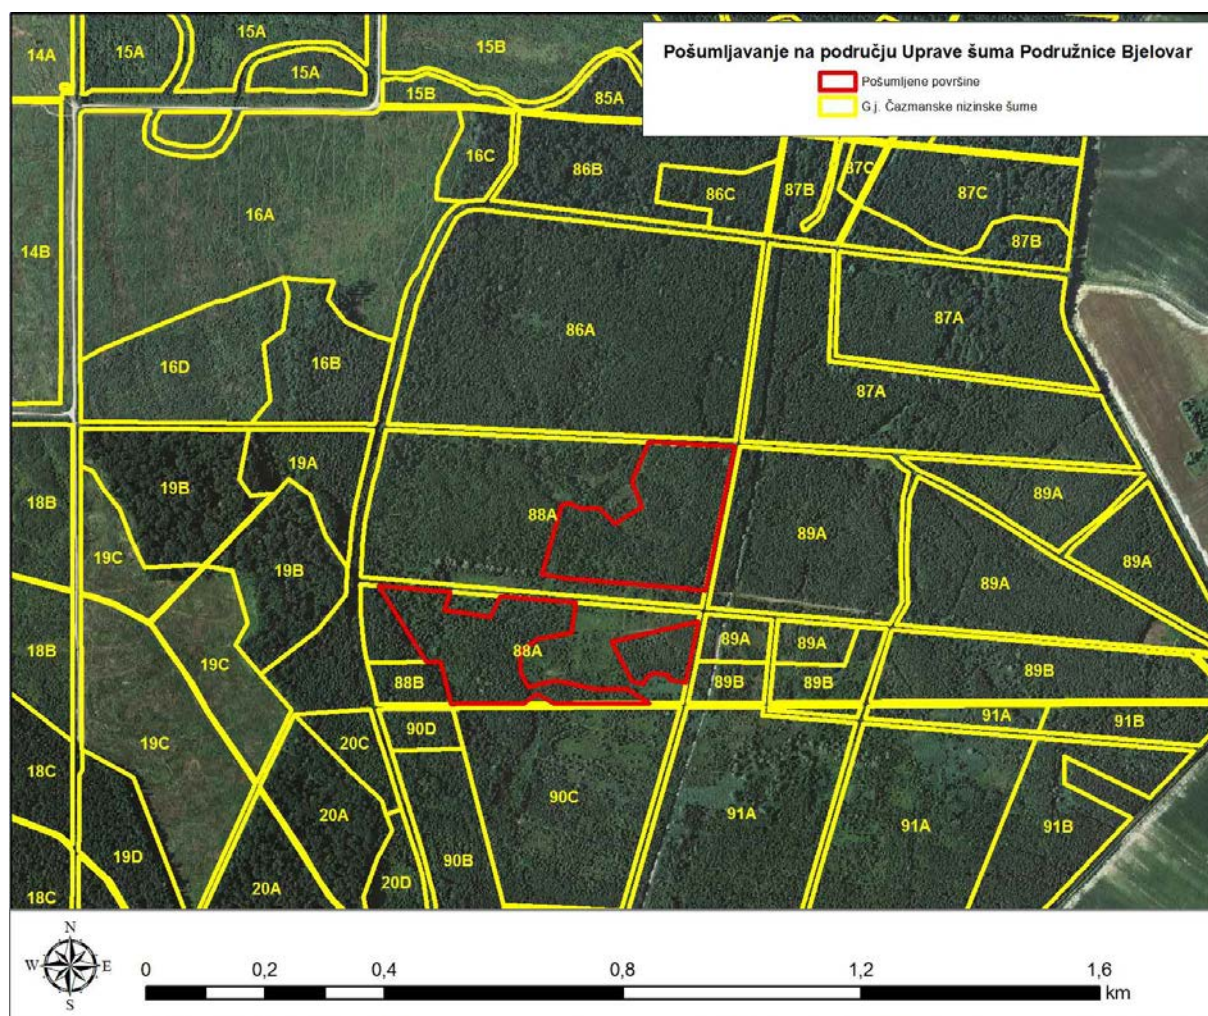 Pošumljavanje na području Uprave šuma Podružnice Bjelovar
Pošumljene površine
G.j. Čazmanske nizinske šume
14A
15A
15A
15A
15B
15B
85A
16C
86B
86C
87B
87C
87C
87B
14B
16A
86A
87A
16D
16B
87A
18B
19B
19A
88A
89A
89A
89A
19C
19B
89A
18B
19C
88A
88B
89A
89A
89B
89B
89B
18C
19C
20C
90D
90C
91A
91B
20A
91A
91A
91B
19D
20A
20D
90B
18C
N
W
E
S
0
0,2
0,4
0,8
1,2
1,6
km